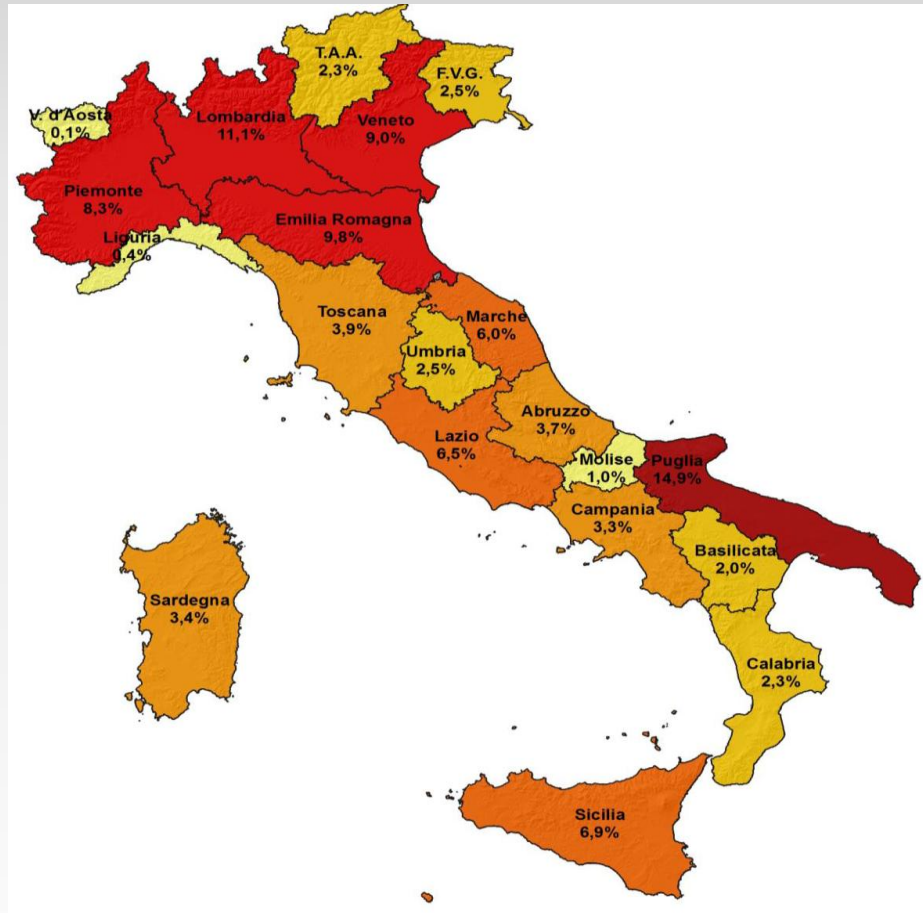 T.A.A.
2,3%
F.V.G.
2,5%
V. d'Aosta
0,1%
Lombardia
11,1%
Veneto
9,0%
Piemonte
8,3%
Emilia Romagna
9,8%
Liguria
0,4%
Toscana
3,9%
Marche
6,0%
Umbria
2,5%
Abruzzo
3,7%
Lazio
6,5%
Molise
1,0%
Puglia
14,9%
Campania
3,3%
Basilicata
2,0%
Sardegna
3,4%
Calabria
2,3%
Sicilia
6,9%